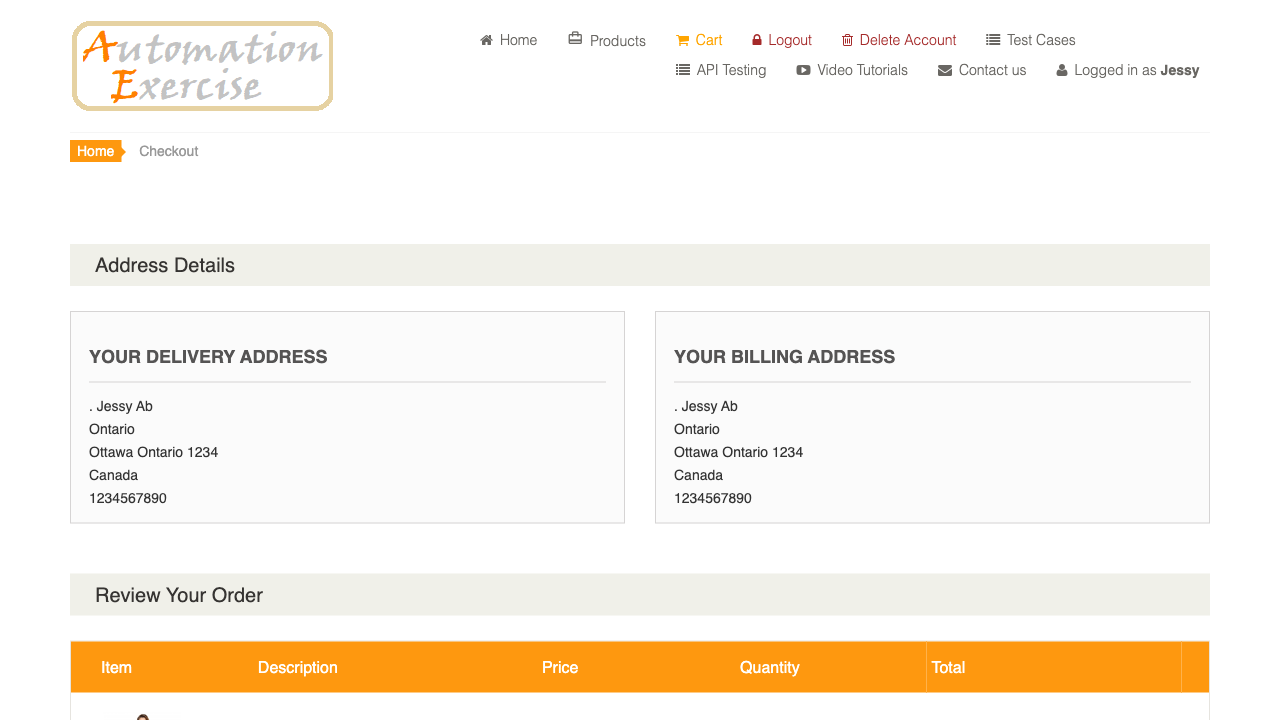 Automation
Exercise
Home Products Cart Logout Delete Account Test Cases
API Testing Video Tutorials Contact us Logged in as Jessy
Home Checkout
Address Details
YOUR DELIVERY ADDRESS
. Jessy Ab
Ontario
Ottawa Ontario 1234
Canada
1234567890
YOUR BILLING ADDRESS
. Jessy Ab
Ontario
Ottawa Ontario 1234
Canada
1234567890
Review Your Order
Item Description Price Quantity Total